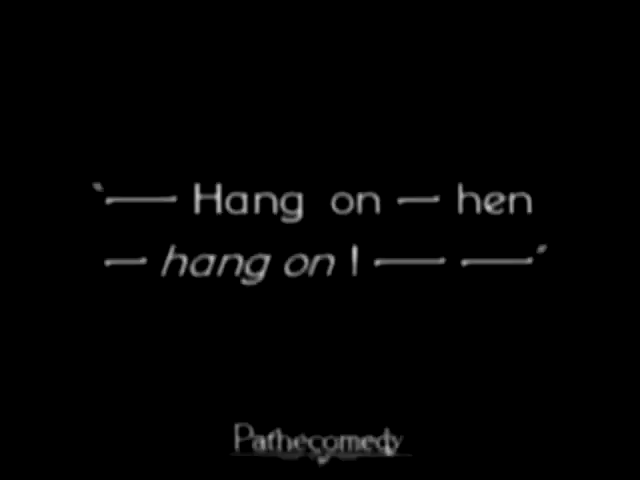 ‘—— Hang on — hen
— hang on ! —— ——’
Pathecomedy